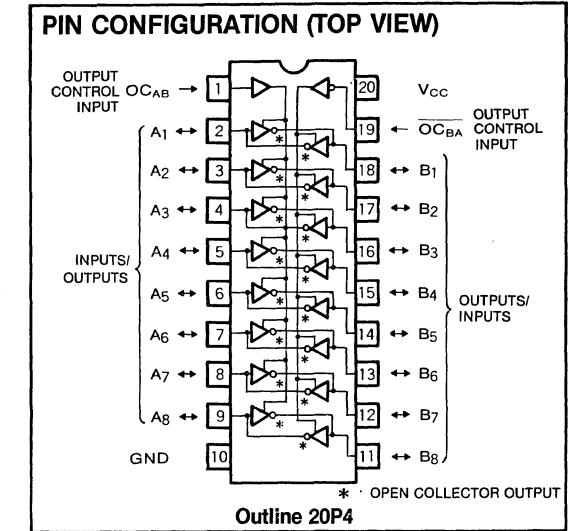 PIN CONFIGURATION (TOP VIEW)
OUTPUT
CONTROL OCAB → 1
INPUT
20 VCC
19 ← OCBA OUTPUT
CONTROL
INPUT
A1 ↔ 2
A2 ↔ 3
A3 ↔ 4
A4 ↔ 5
A5 ↔ 6
A6 ↔ 7
A7 ↔ 8
A8 ↔ 9
INPUTS/
OUTPUTS
GND 10
18 ↔ B1
17 ↔ B2
16 ↔ B3
15 ↔ B4
14 ↔ B5
13 ↔ B6
12 ↔ B7
11 ↔ B8
OUTPUTS/
INPUTS
* : OPEN COLLECTOR OUTPUT
Outline 20P4